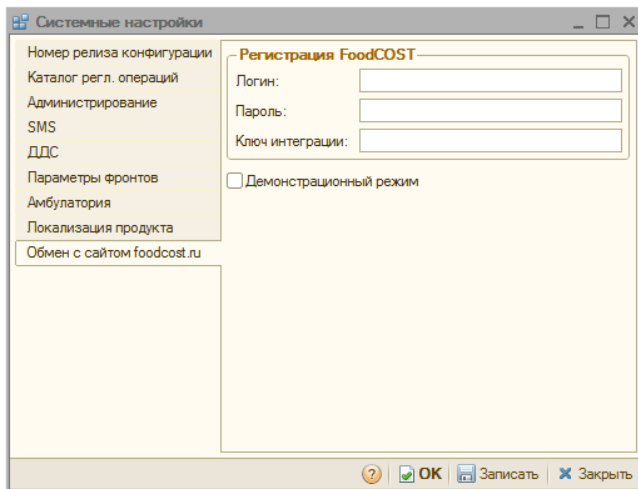 Системные настройки
Номер релиза конфигурации
Каталог регл. операций
Администрирование
SMS
ДДС
Параметры фронтов
Амбулатория
Локализация продукта
Обмен с сайтом foodcost.ru
Регистрация FoodCOST
Логин:
Пароль:
Ключ интеграции:
Демонстрационный режим
? OK Записать Закрыть